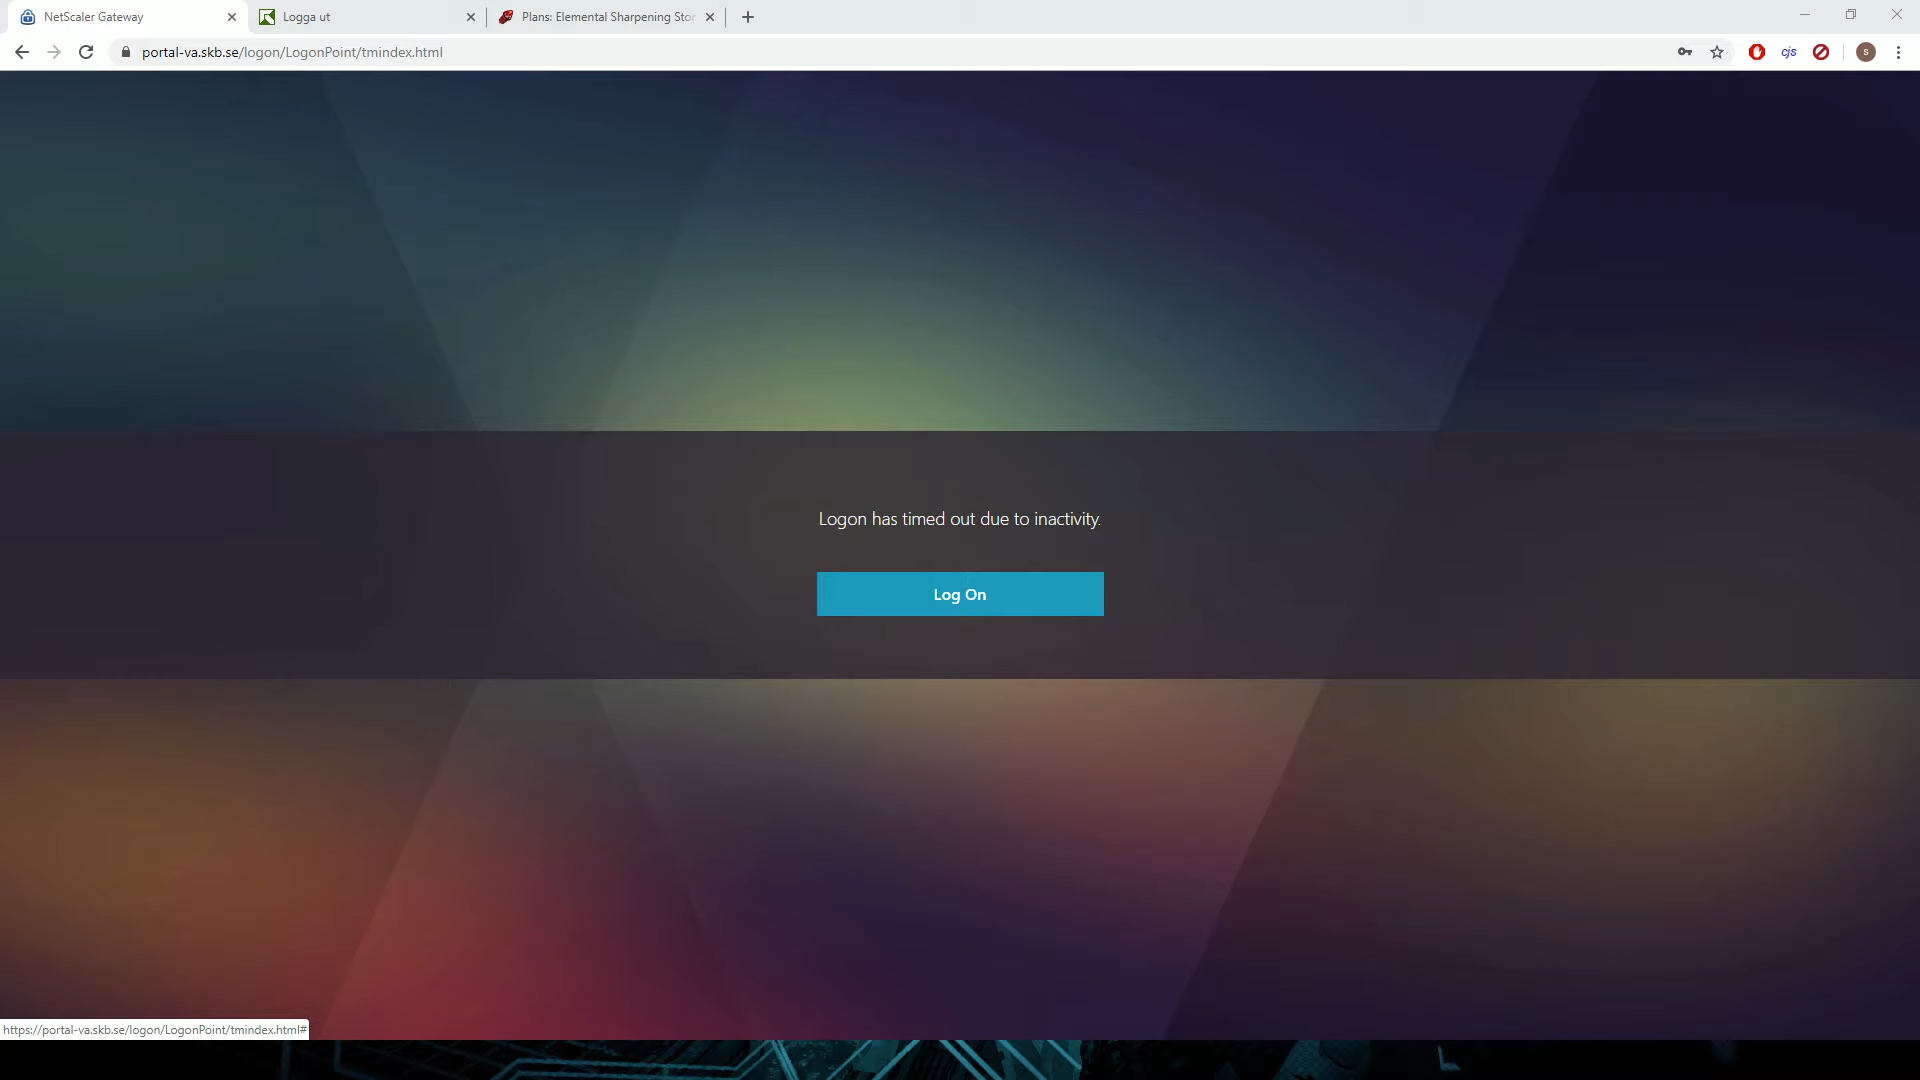 NetScaler Gateway
Logga ut
Plans: Elemental Sharpening Stor
portal-va.skb.se/logon/LogonPoint/tmindex.html
cjs
s
Logon has timed out due to inactivity.
Log On
https://portal-va.skb.se/logon/LogonPoint/tmindex.html#